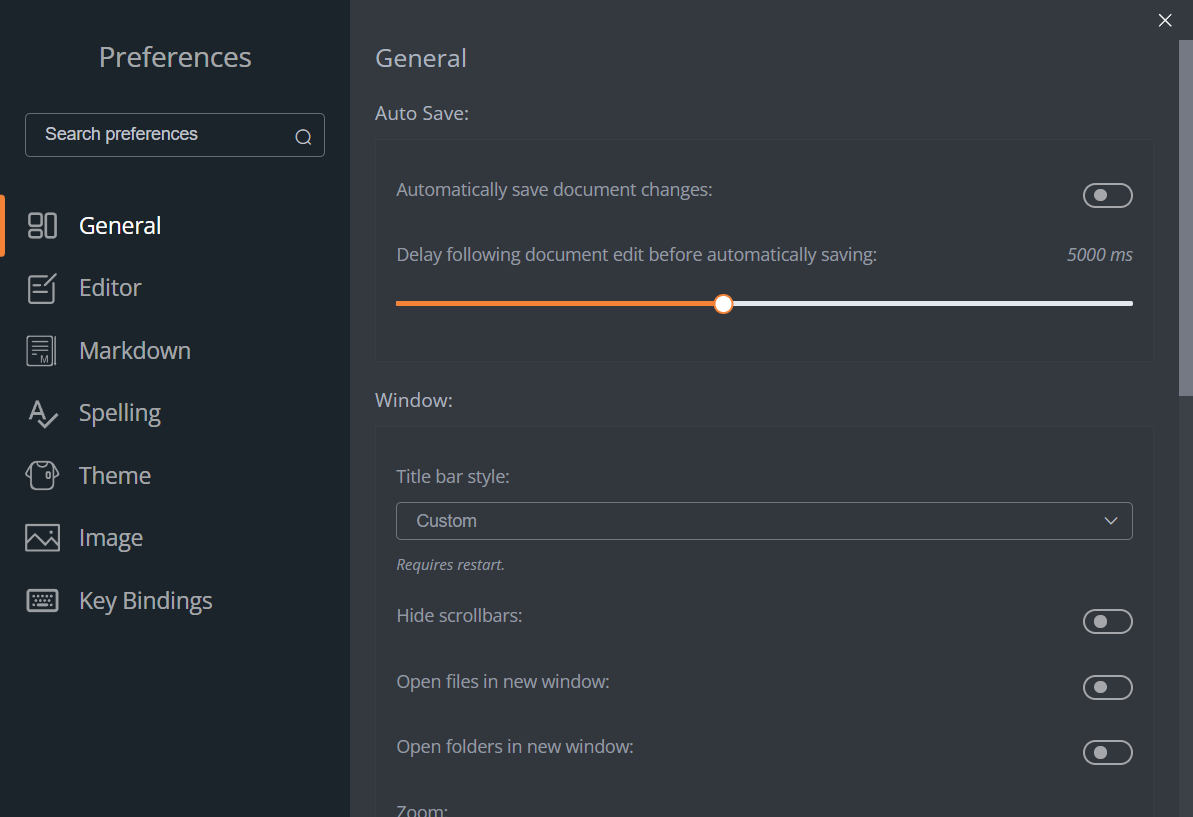 Preferences
Search preferences
General
Editor
Markdown
Spelling
Theme
Image
Key Bindings
General
Auto Save:
Automatically save document changes:
Delay following document edit before automatically saving: 5000 ms
Window:
Title bar style:
Custom
Requires restart.
Hide scrollbars:
Open files in new window:
Open folders in new window:
Zoom: